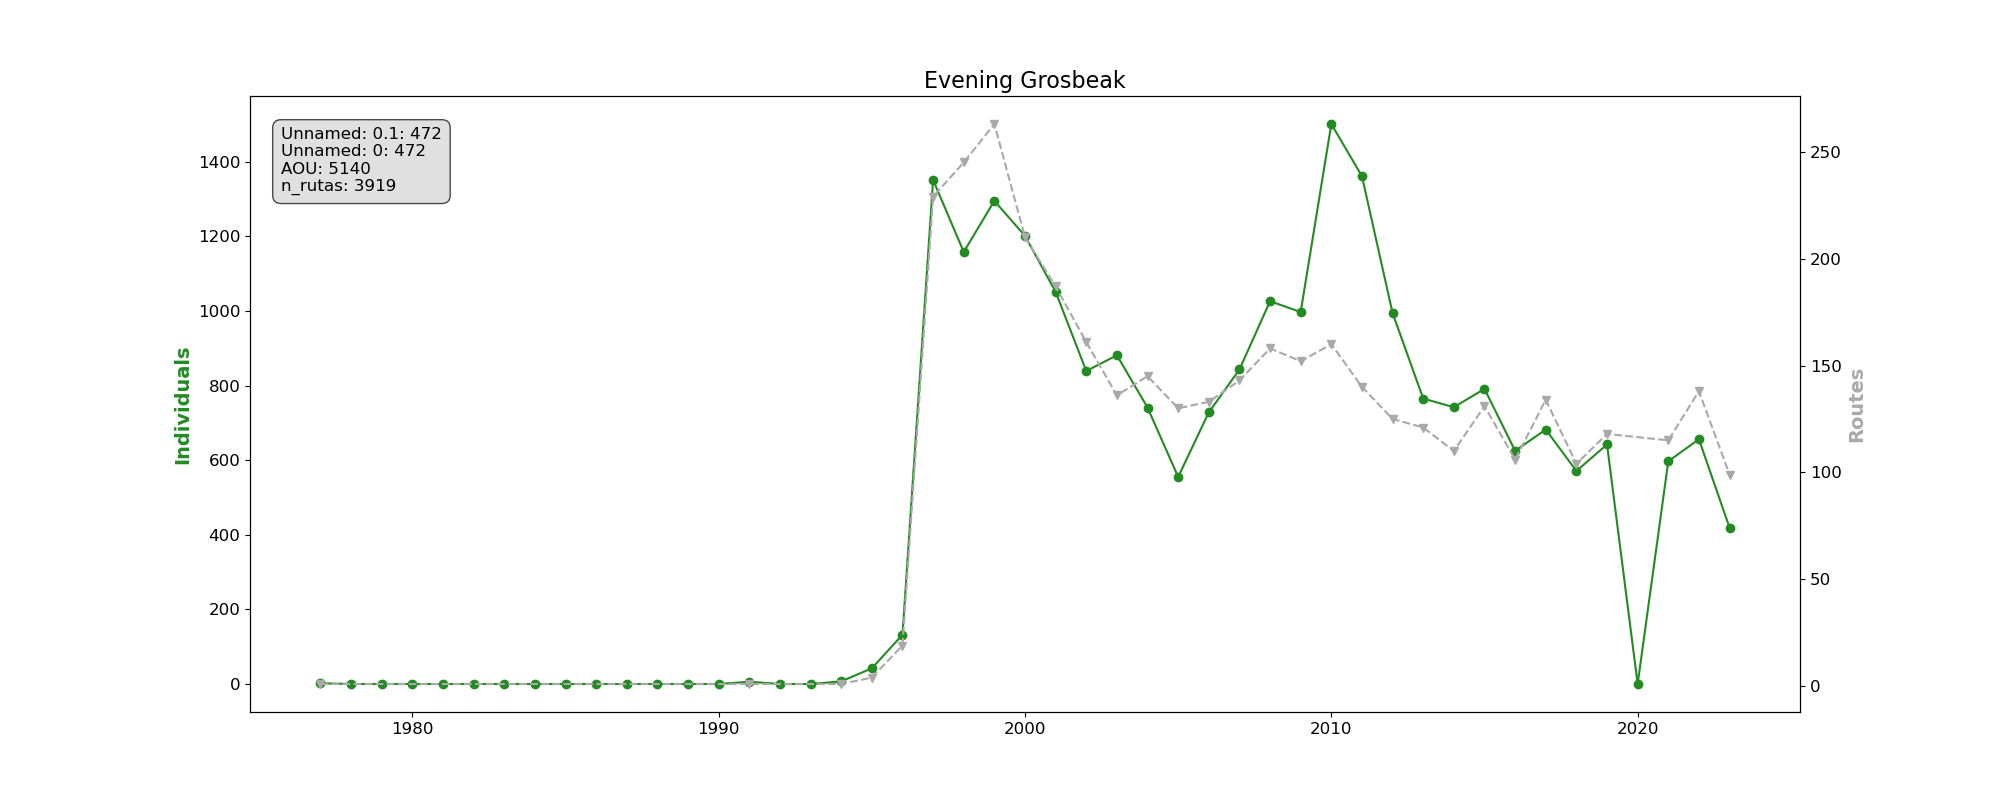 Evening Grosbeak
Unnamed: 0.1: 472
Unnamed: 0: 472
AOU: 5140
n_rutas: 3919
Individuals
1400
1200
1000
800
600
400
200
0
250
200
150
100
50
0
Routes
1980 1990 2000 2010 2020